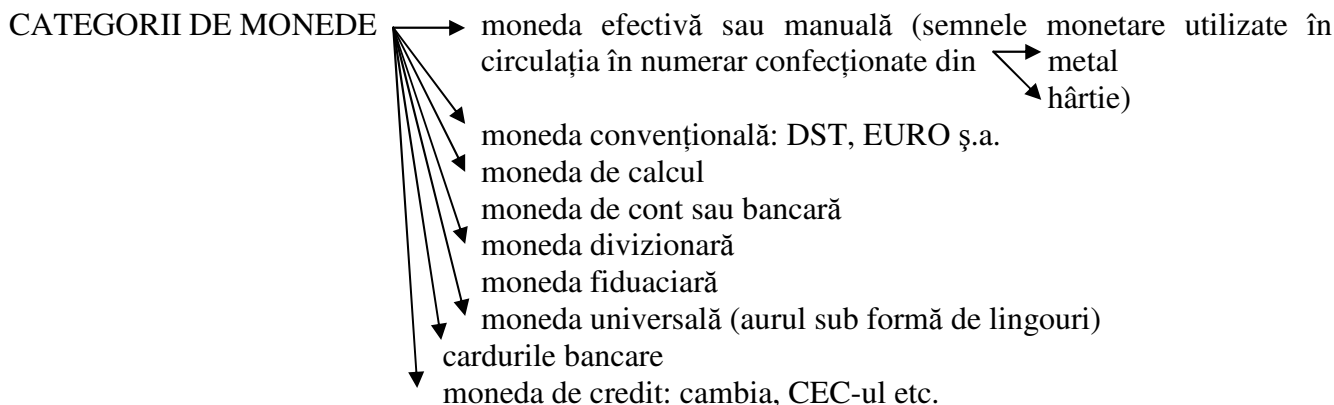 CATEGORII DE MONEDE moneda efectivă sau manuală (semnele monetare utilizate în
circulația în numerar confecționate din metal
hârtie)
moneda convențională: DST, EURO ş.a.
moneda de calcul
moneda de cont sau bancară
moneda divizionară
moneda fiduaciară
moneda universală (aurul sub formă de lingouri)
cardurile bancare
moneda de credit: cambia, CEC-ul etc.